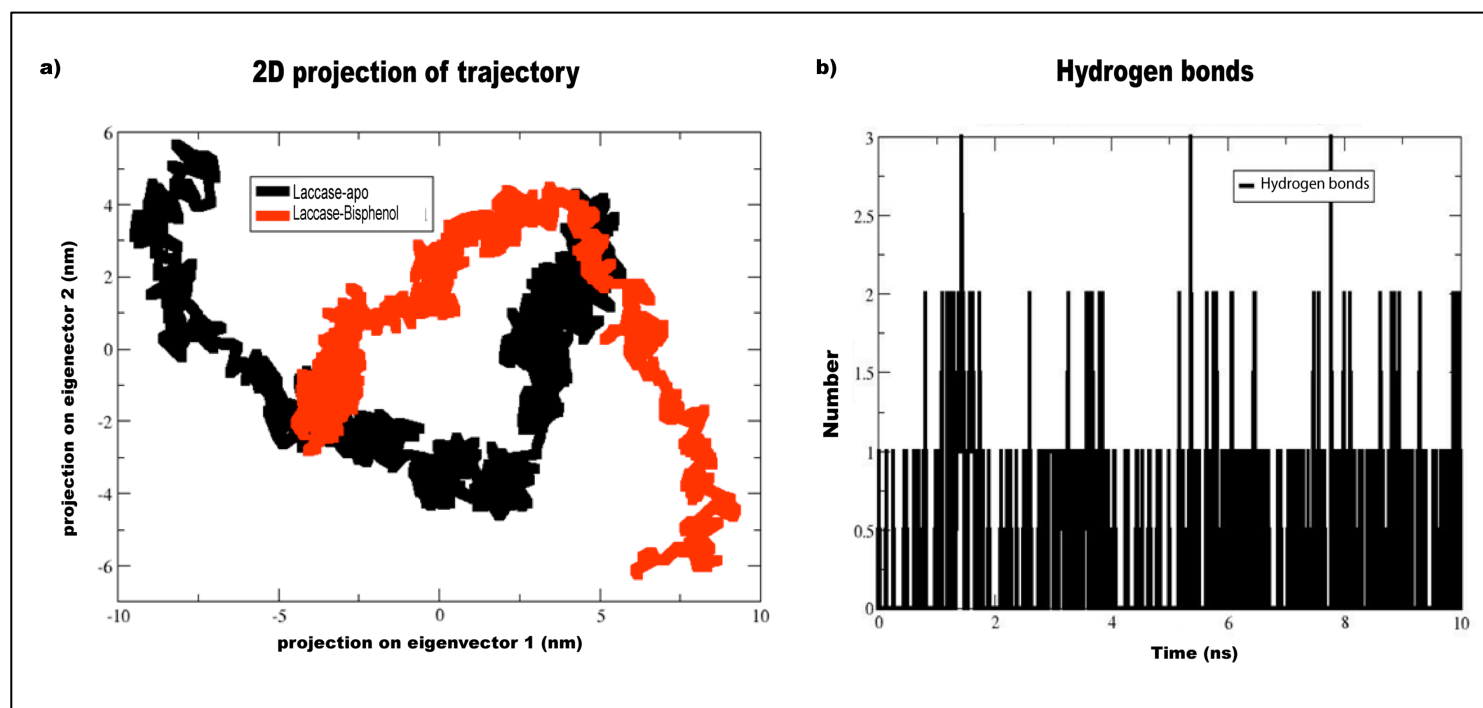 a)
2D projection of trajectory
6
4
2
0
-2
-4
-6
-10
-5
0
5
10
projection on eigenector 2 (nm)
projection on eigenvector 1 (nm)
Laccase-apo
Laccase-Bisphenol
b)
Hydrogen bonds
3
2.5
2
1.5
1
0.5
0
0
2
4
6
8
10
Number
Time (ns)
Hydrogen bonds